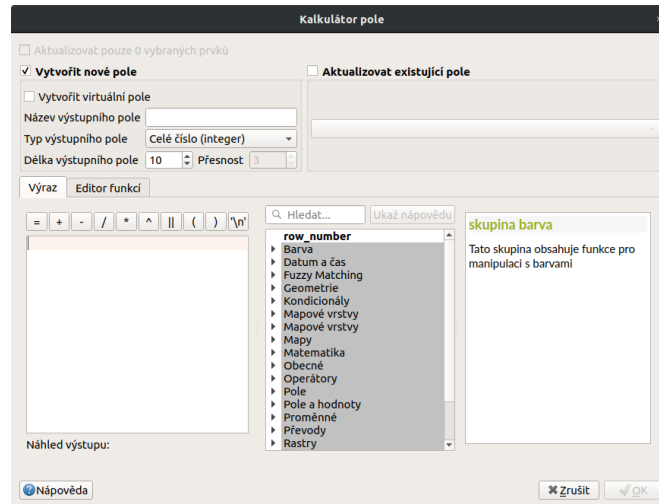 Kalkulátor pole
Aktualizovat pouze 0 vybraných prvků
Vytvořit nové pole
Aktualizovat existující pole
Vytvořit virtuální pole
Název výstupního pole
Typ výstupního pole Celé číslo (integer)
Délka výstupního pole 10 Přesnost 3
Výraz Editor funkcí
= + - / * ^ || ( ) '\n'
Hledat... Ukaž nápovědu
row_number
Barva
Datum a čas
Fuzzy Matching
Geometrie
Kondicionály
Mapové vrstvy
Mapové vrstvy
Mapy
Matematika
Obecné
Operátory
Pole
Pole a hodnoty
Proměnné
Převody
Rastry
skupina barva
Tato skupina obsahuje funkce pro
manipulaci s barvami
Náhled výstupu:
Nápověda
Zrušit OK